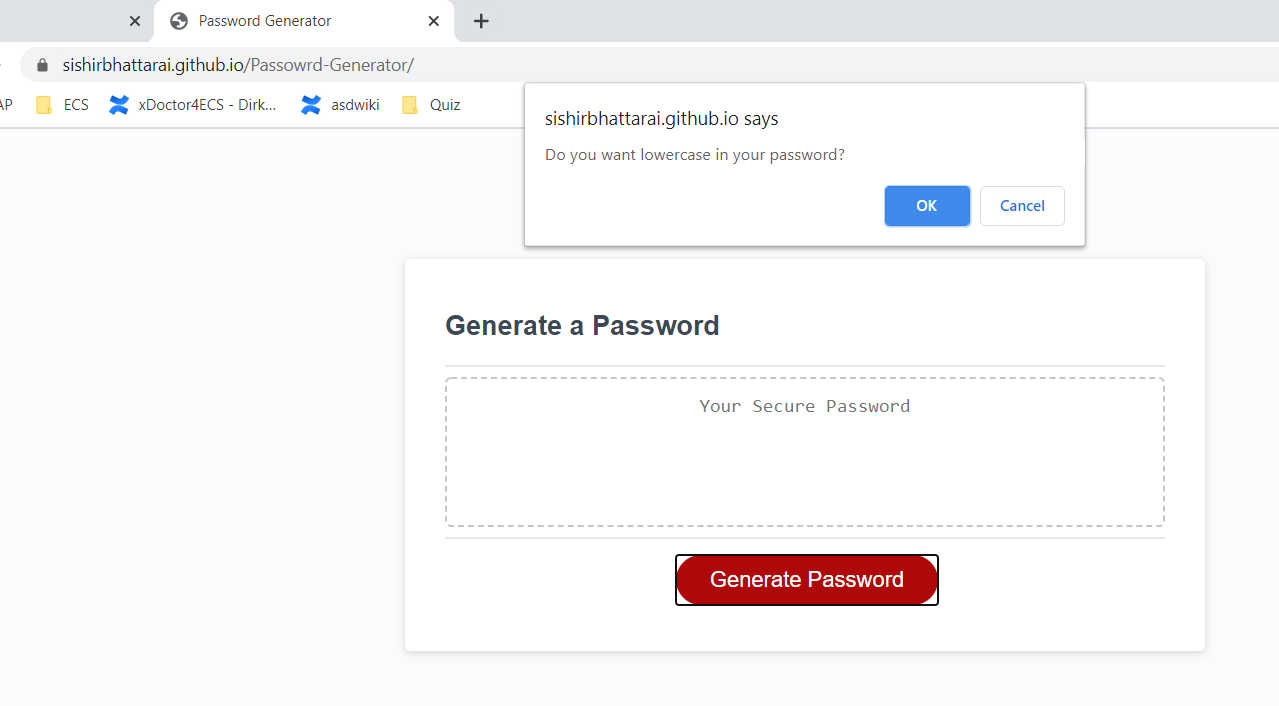 Password Generator
sishirbhattarai.github.io/Passowrd-Generator/
AP ECS xDoctor4ECS - Dirk... asdwiki Quiz
sishirbhattarai.github.io says
Do you want lowercase in your password?
OK Cancel
Generate a Password
Your Secure Password
Generate Password